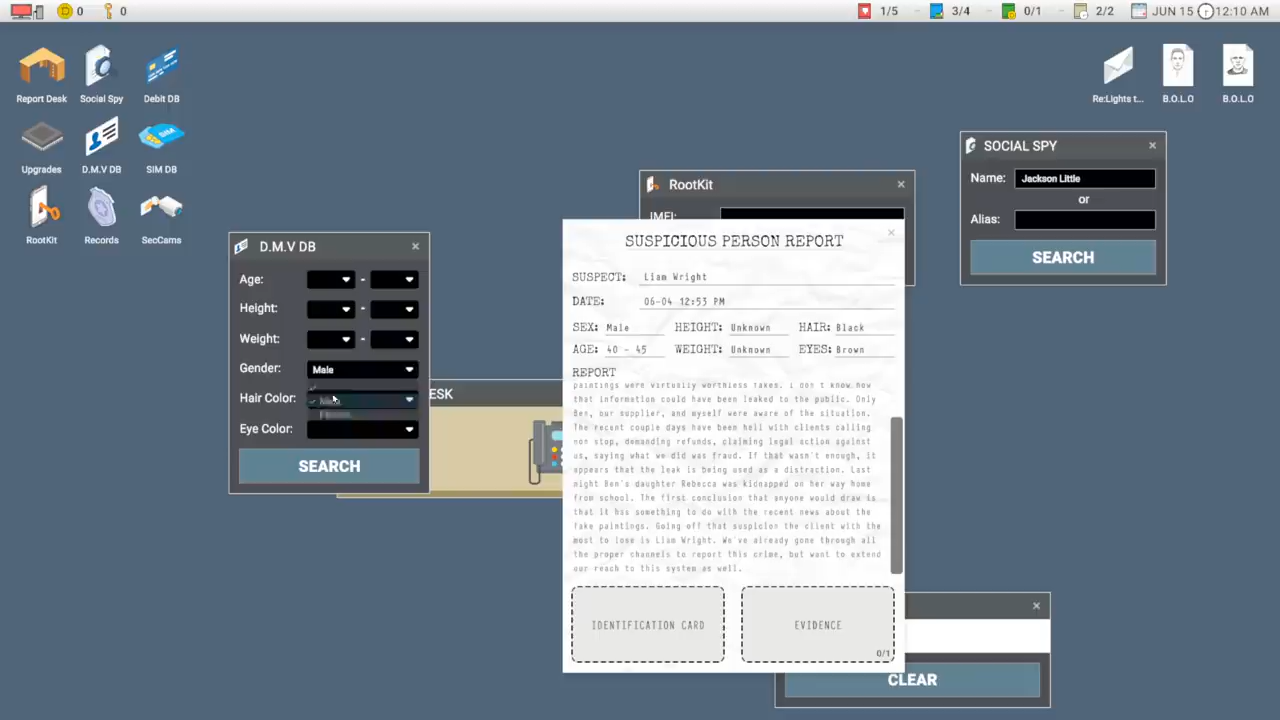 0
0
1/5
3/4
0/1
2/2
JUN 15
12:10 AM
Report Desk
Social Spy
Debit DB
Upgrades
D.M.V DB
SIM DB
RootKit
Records
SecCams
Re:Lights t...
B.O.L.O
B.O.L.O
SOCIAL SPY
Name: Jackson Little
or
Alias:
SEARCH
RootKit
IMEI:
D.M.V DB
Age: -
Height: -
Weight: -
Gender: Male
Hair Color:
Eye Color:
SEARCH
ESK
SUSPICIOUS PERSON REPORT
SUSPECT: Liam Wright
DATE: 06-04 12:53 PM
SEX: Male HEIGHT: Unknown HAIR: Black
AGE: 40 - 45 WEIGHT: Unknown EYES: Brown
REPORT
paintings were virtually worthless fakes. I don't know how
that information could have been leaked to the public. Only
Ben, our supplier, and myself were aware of the situation.
The recent couple days have been hell with clients calling
non stop, demanding refunds, claiming legal action against
us, saying what we did was fraud. If that wasn't enough, it
appears that the leak is being used as a distraction. Last
night Ben's daughter Rebecca was kidnapped on her way home
from school. The first conclusion that anyone would draw is
that it has something to do with the recent news about the
fake paintings. Going off that suspicion the client with the
most to lose is Liam Wright. We've already gone through all
the proper channels to report this crime, but want to extend
our reach to this system as well.
IDENTIFICATION CARD
EVIDENCE
0/1
CLEAR